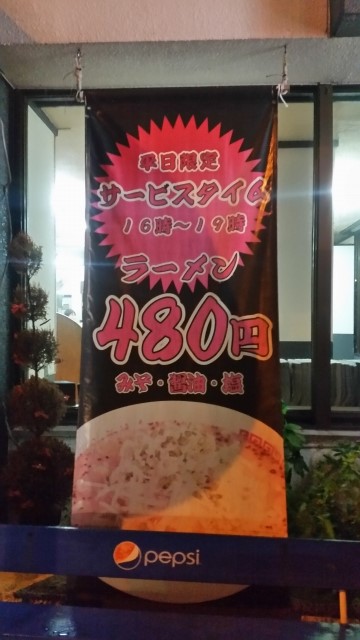 平日限定
サービスタイム
16時〜19時
ラーメン
480円
みそ・醤油・塩
pepsi